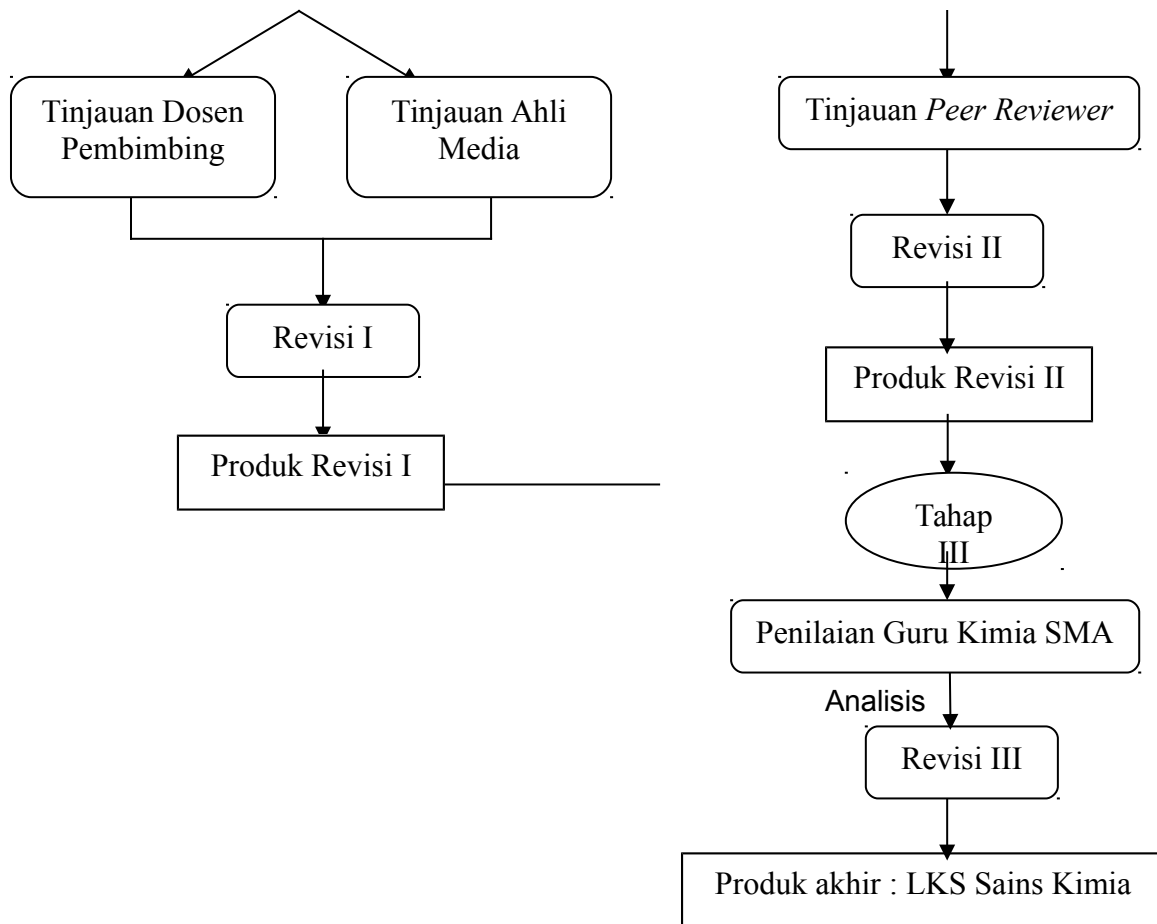 Tinjauan Dosen
Pembimbing
Tinjauan Ahli
Media
Revisi I
Produk Revisi I
Tinjauan Peer Reviewer
Revisi II
Produk Revisi II
Tahap
III
Penilaian Guru Kimia SMA
Analisis
Revisi III
Produk akhir : LKS Sains Kimia